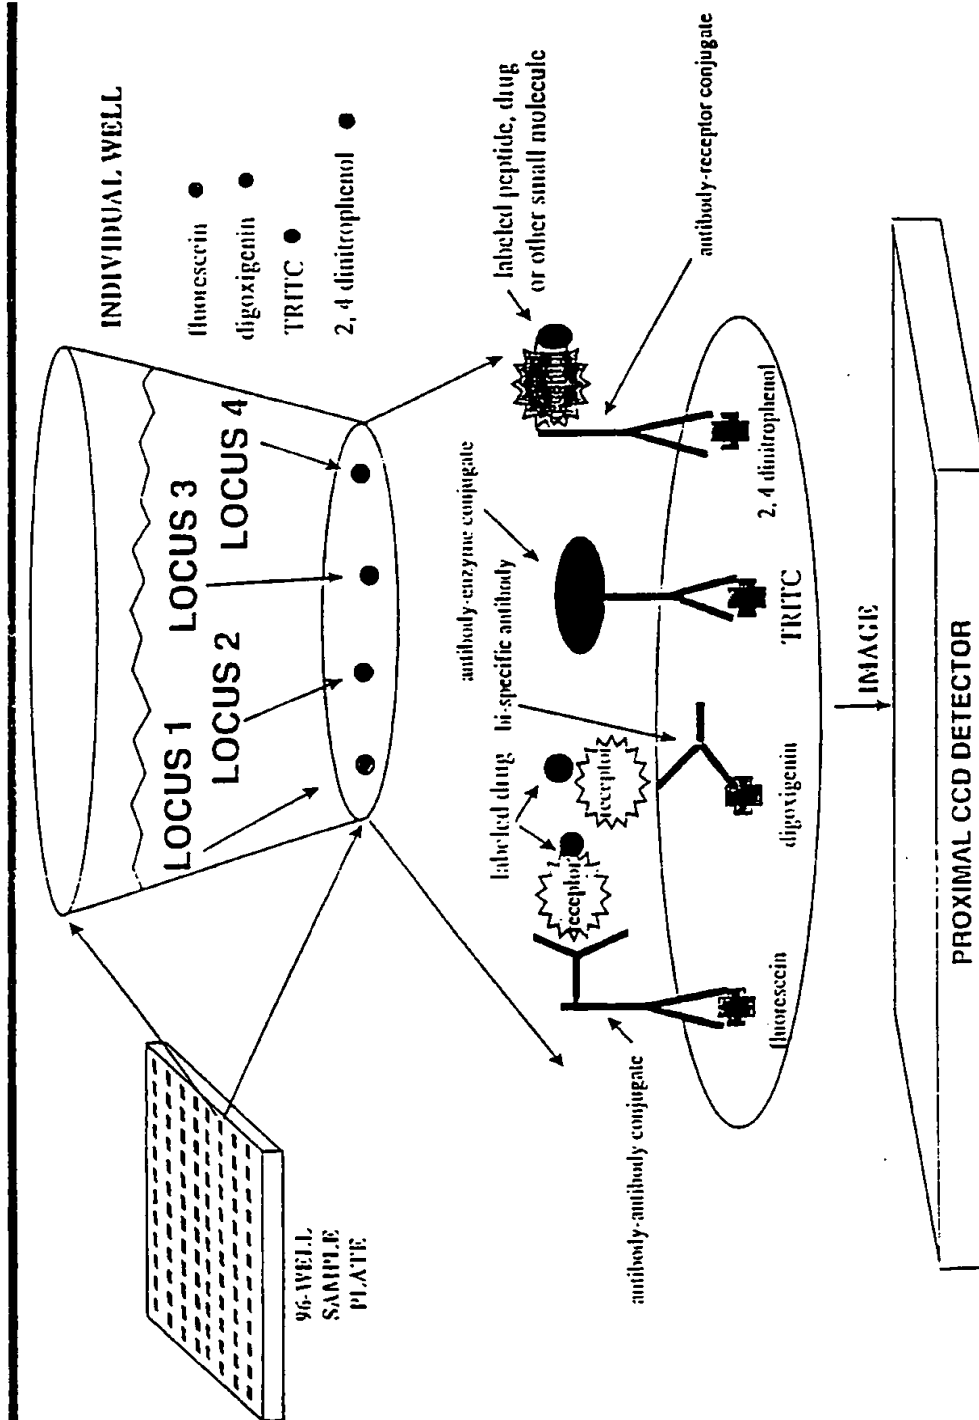 INDIVIDUAL WELL
fluorescein
digoxigenin
TRITC
2, 4 dinitrophenol
LOCUS 1
LOCUS 2
LOCUS 3
LOCUS 4
96-WELL
SAMPLE
PLATE
labeled drug
bi-specific antibody
antibody-enzyme conjugate
labeled peptide, drug
or other small molecule
antibody-receptor conjugate
antibody-antibody conjugate
receptor
receptor
fluorescein
digoxigenin
TRITC
2, 4 dinitrophenol
IMAGE
PROXIMAL CCD DETECTOR